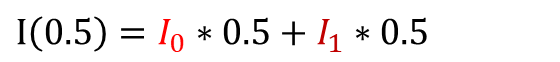 I(0.5) = I₀ * 0.5 + I₁ * 0.5